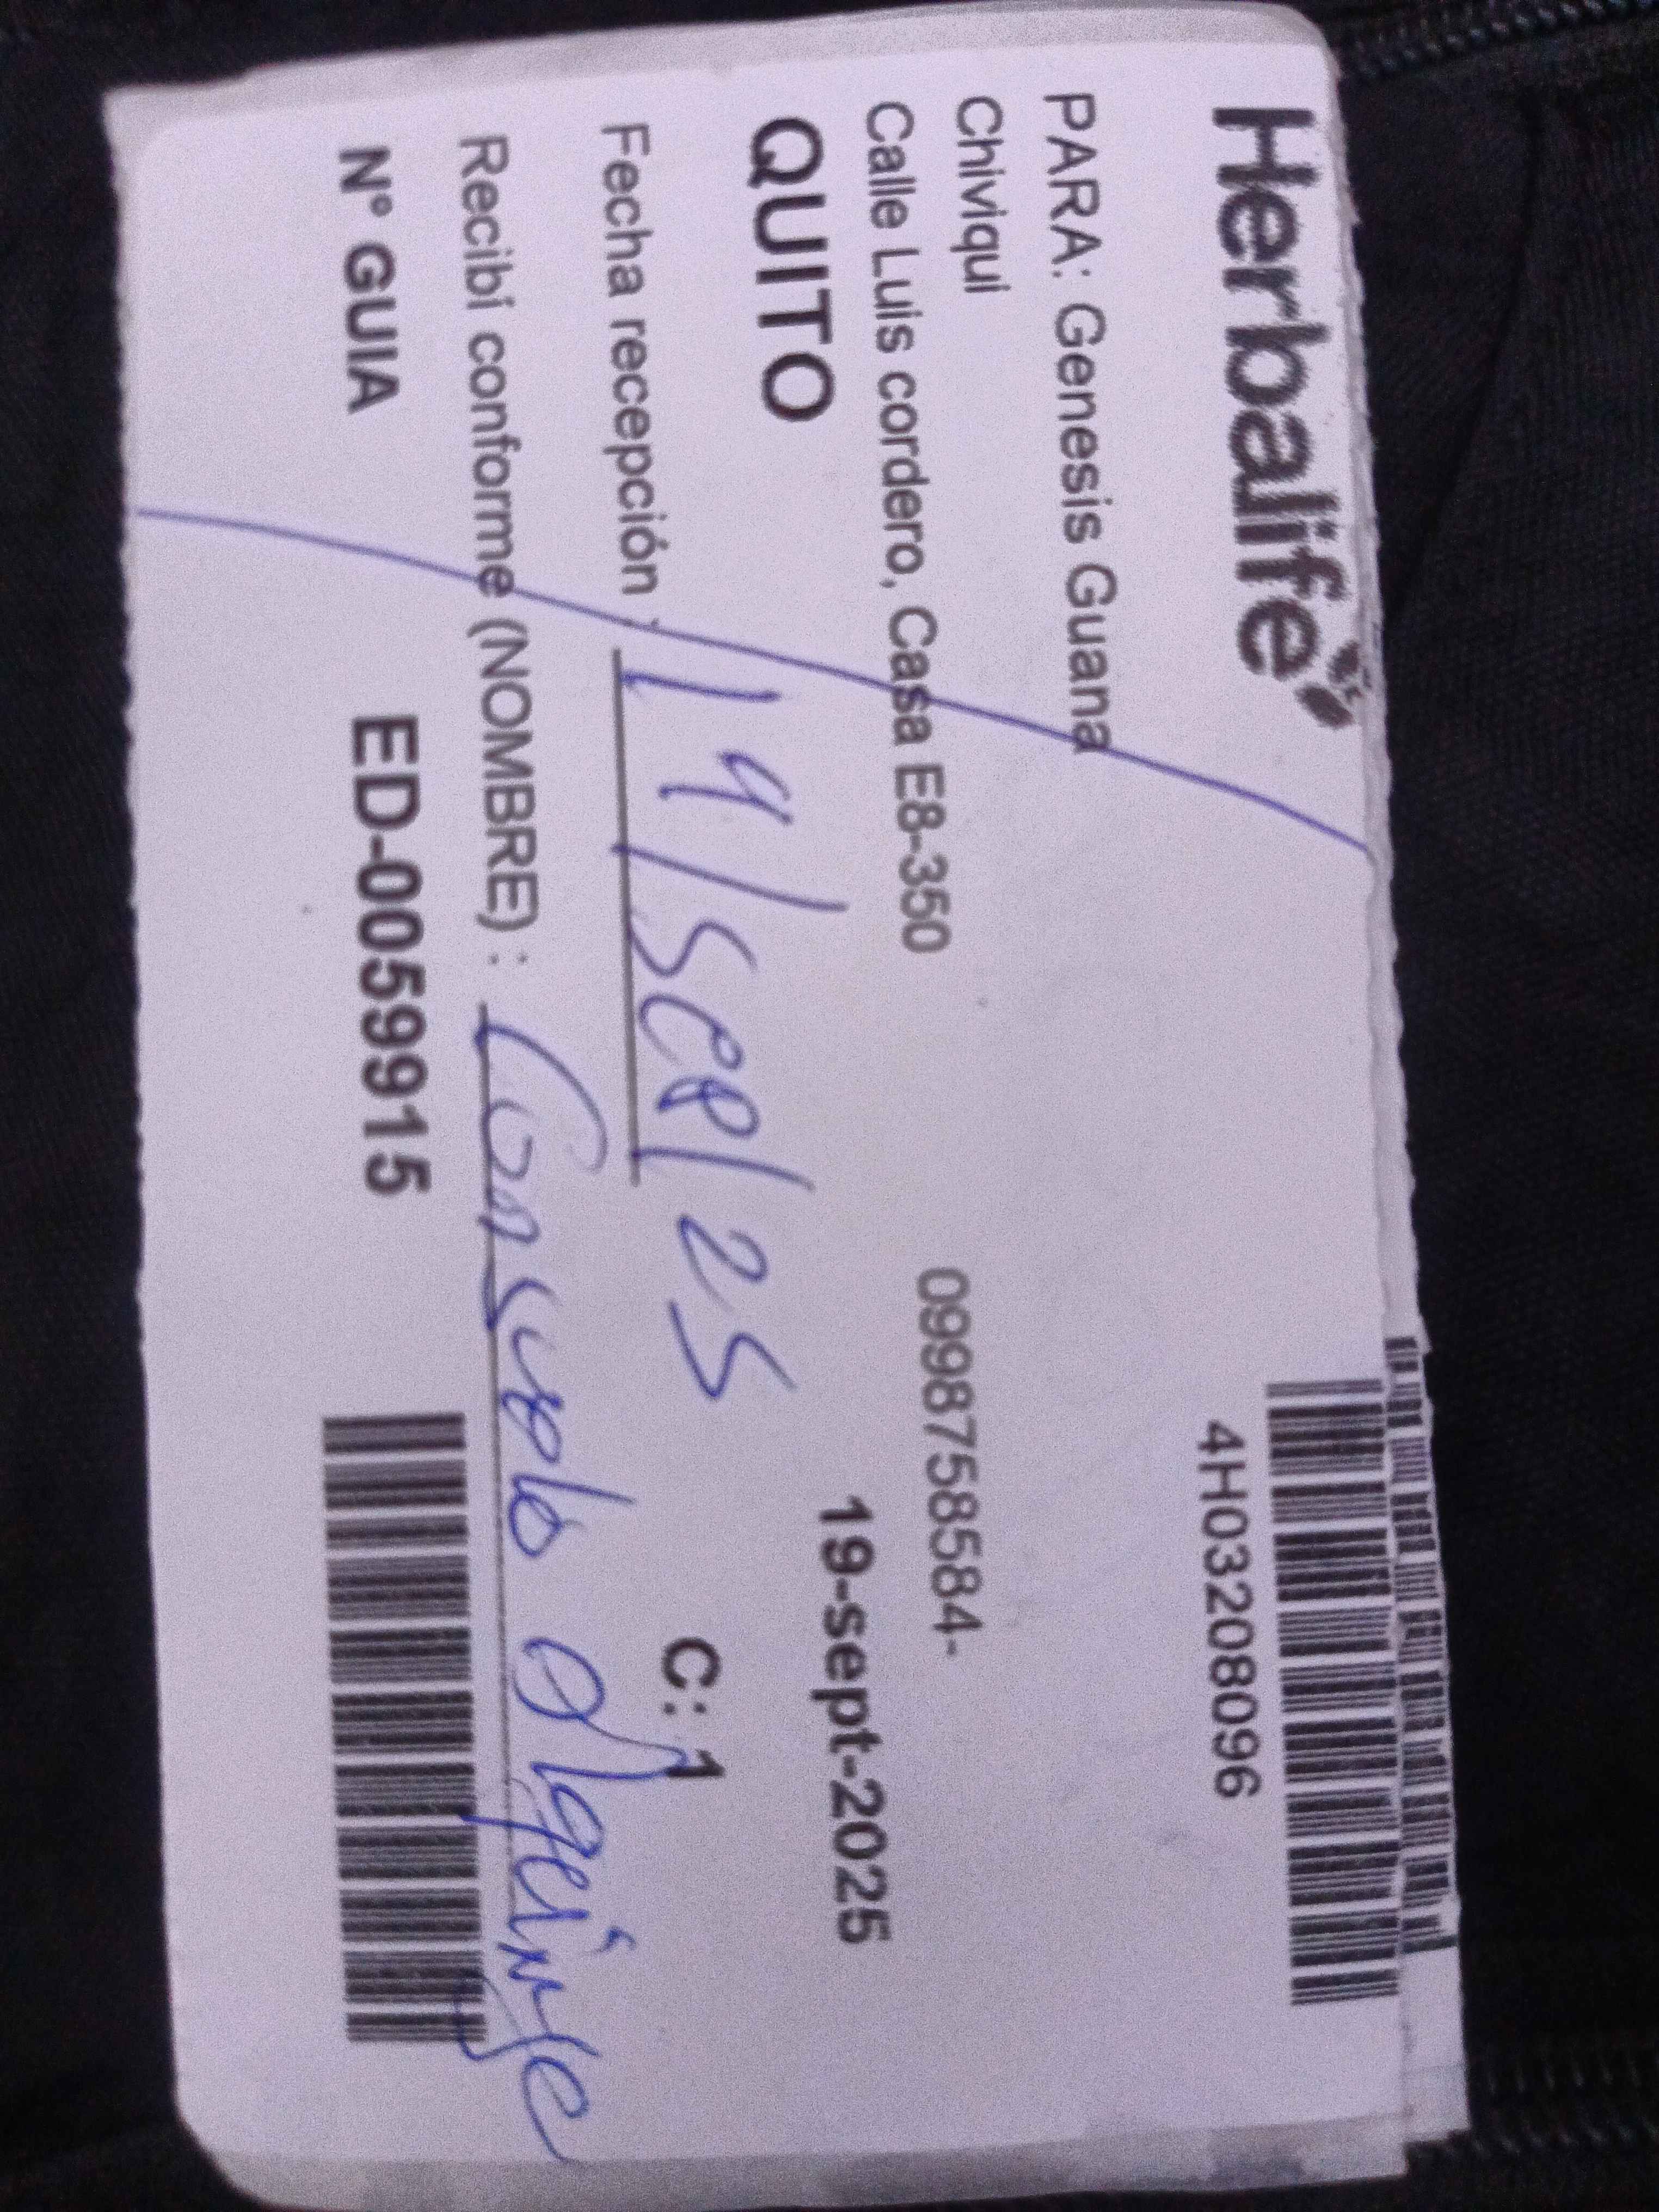 Herbalife
4H03208096
PARA: Genesis Guana
Chiviqui
Calle Luis cordero, Casa E8-350
0998758584-
QUITO
19-sept-2025
Fecha recepción : 19/sep/25
C: 1
Recibí conforme (NOMBRE) : Consuelo
N° GUIA
ED-00599915